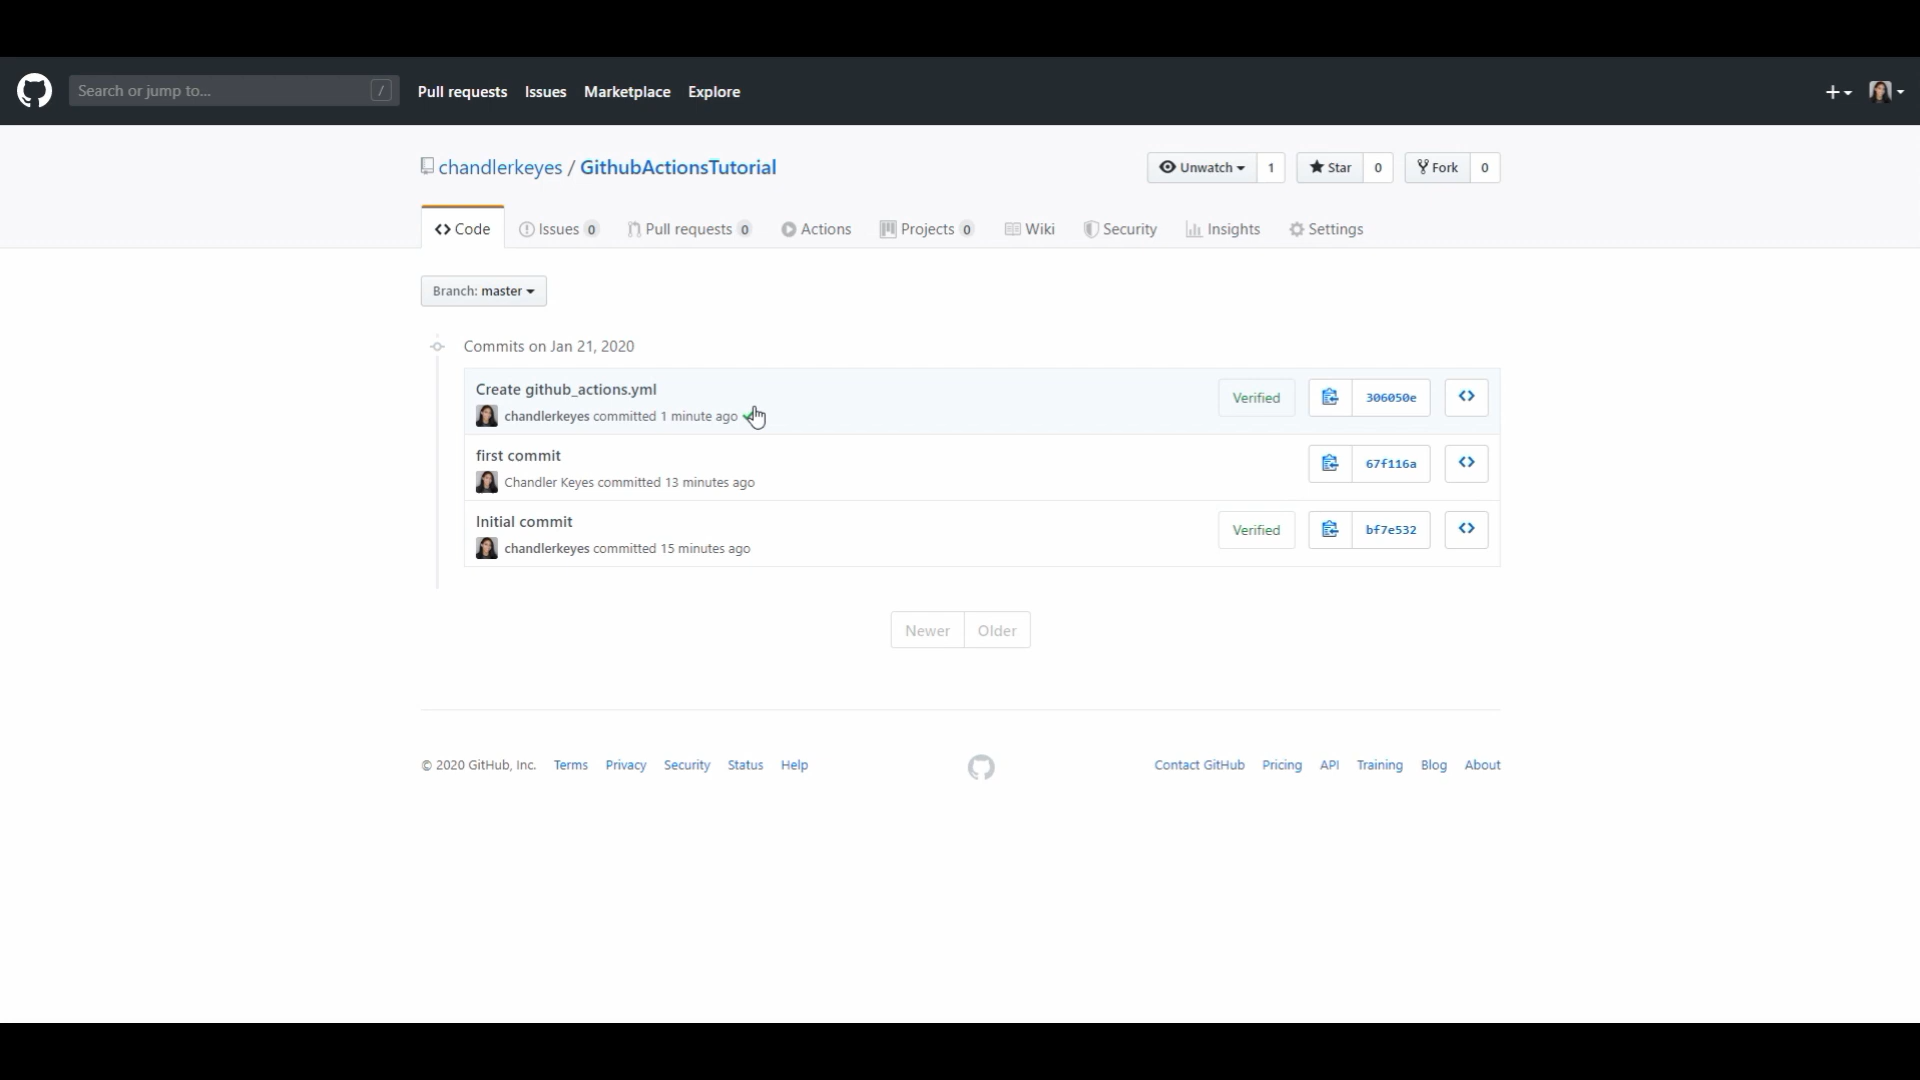 Search or jump to... /
Pull requests Issues Marketplace Explore
chandlerkeyes / GithubActionsTutorial
Unwatch 1 Star 0 Fork 0
Code Issues 0 Pull requests 0 Actions Projects 0 Wiki Security Insights Settings
Branch: master
Commits on Jan 21, 2020
Create github_actions.yml
chandlerkeyes committed 1 minute ago
Verified 306050e
first commit
Chandler Keyes committed 13 minutes ago
67f116a
Initial commit
chandlerkeyes committed 15 minutes ago
Verified bf7e532
Newer Older
© 2020 GitHub, Inc. Terms Privacy Security Status Help Contact GitHub Pricing API Training Blog About